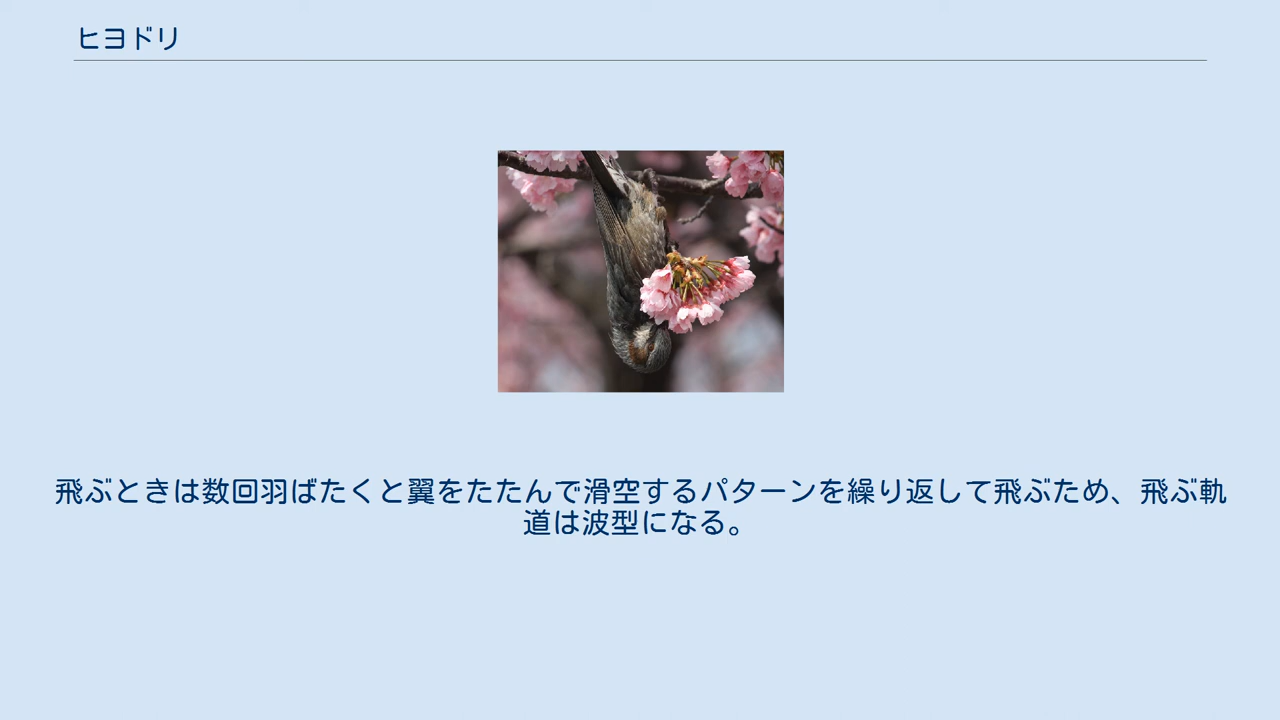 ヒヨドリ
飛ぶときは数回羽ばたくと翼をたたんで滑空するパターンを繰り返して飛ぶため、飛ぶ軌
道は波型になる。